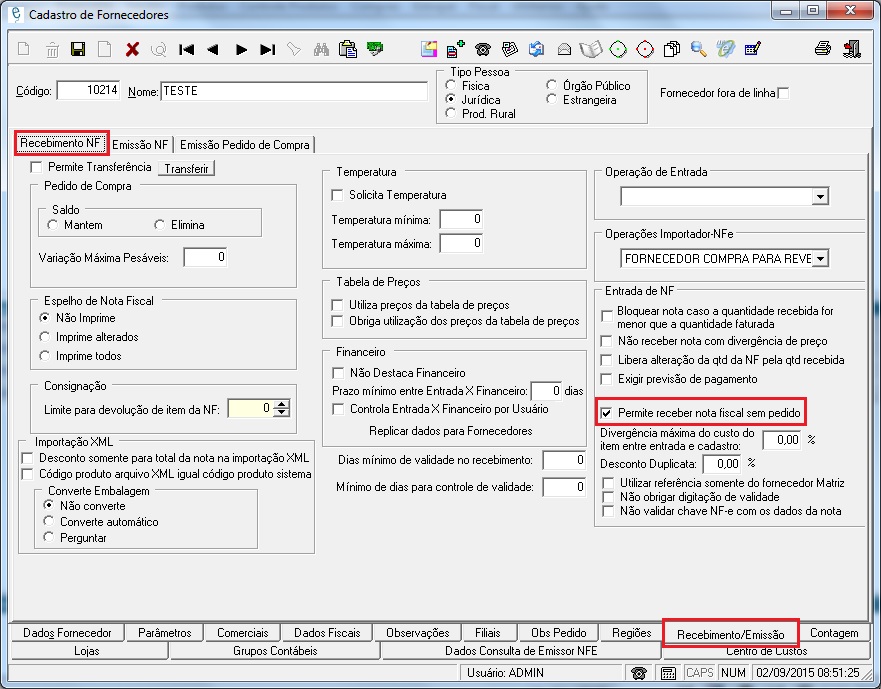 Cadastro de Fornecedores
Código: 10214 Nome: TESTE
Tipo Pessoa
Fisica
Jurídica
Prod. Rural
Órgão Público
Estrangeira
Fornecedor fora de linha
Recebimento NF Emissão NF Emissão Pedido de Compra
Permite Transferência Transferir
Pedido de Compra
Saldo
Mantem Elimina
Variação Máxima Pesáveis: 0
Espelho de Nota Fiscal
Não Imprime
Imprime alterados
Imprime todos
Consignação
Limite para devolução de item da NF: 0
Importação XML
Desconto somente para total da nota na importação XML
Código produto arquivo XML igual código produto sistema
Converte Embalagem
Não converte
Converte automático
Perguntar
Temperatura
Solicita Temperatura
Temperatura mínima: 0
Temperatura máxima: 0
Tabela de Preços
Utiliza preços da tabela de preços
Obriga utilização dos preços da tabela de preços
Financeiro
Não Destaca Financeiro
Prazo mínimo entre Entrada X Financeiro: 0 dias
Controla Entrada X Financeiro por Usuário
Replicar dados para Fornecedores
Dias mínimo de validade no recebimento: 0
Mínimo de dias para controle de validade: 0
Operação de Entrada
Operações Importador-NFe
FORNECEDOR COMPRA PARA REVE
Entrada de NF
Bloquear nota caso a quantidade recebida for
menor que a quantidade faturada
Não receber nota com divergência de preço
Libera alteração da qtd da NF pela qtd recebida
Exigir previsão de pagamento
Permite receber nota fiscal sem pedido
Divergência máxima do custo do
item entre entrada e cadastro: 0,00 %
Desconto Duplicata: 0,00 %
Utilizar referência somente do fornecedor Matriz
Não obrigar digitação de validade
Não validar chave NF-e com os dados da nota
Dados Fornecedor Parâmetros Comerciais Dados Fiscais Observações Filiais Obs Pedido Regiões Recebimento/Emissão Contagem
Lojas Grupos Contábeis Dados Consulta de Emissor NFE Centro de Custos
Usuário: ADMIN CAPS NUM 02/09/2015 08:51:25